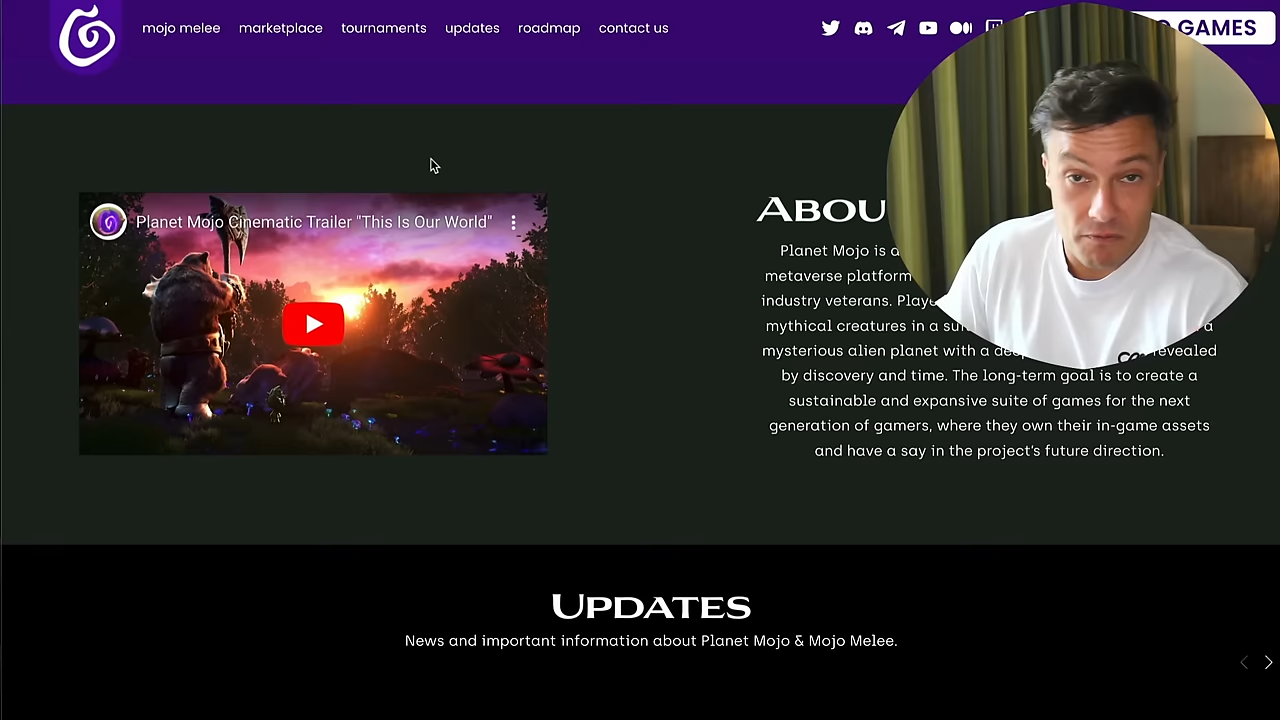 mojo melee marketplace tournaments updates roadmap contact us
GAMES
Planet Mojo Cinematic Trailer "This Is Our World"
ABOU
Planet Mojo is a
metaverse platform
industry veterans. Playe
mythical creatures in a
mysterious alien planet with a revealed
by discovery and time. The long-term goal is to create a
sustainable and expansive suite of games for the next
generation of gamers, where they own their in-game assets
and have a say in the project's future direction.
UPDATES
News and important information about Planet Mojo & Mojo Melee.